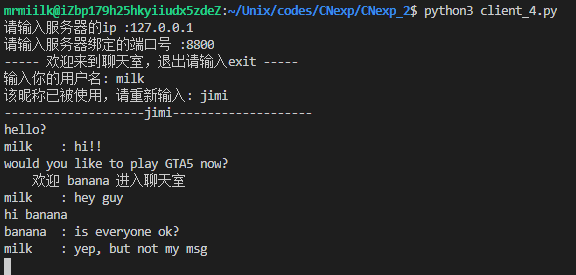 mrmiilk@iZbp179h25hkyiiudx5zdeZ:~/Unix/codes/CNexp/CNexp_2$ python3 client_4.py
请输入服务器的ip :127.0.0.1
请输入服务器绑定的端口号 :8800
----- 欢迎来到聊天室，退出请输入exit -----
输入你的用户名: milk
该昵称已被使用，请重新输入: jimi
--------------------jimi--------------------
hello?
milk    : hi!!
would you like to play GTA5 now?
    欢迎 banana 进入聊天室
milk    : hey guy
hi banana
banana  : is everyone ok?
milk    : yep, but not my msg